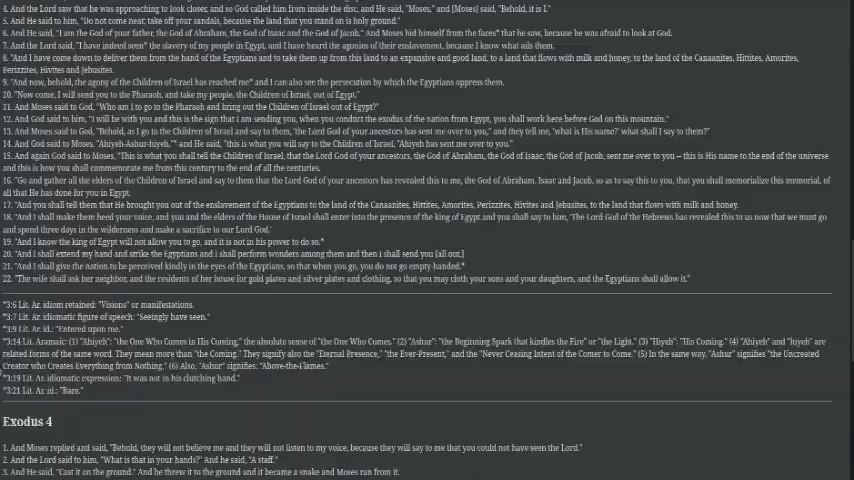 4. And the Lord saw that he was approaching to look closer, and so God called him from inside the disc, and he said, "Moses," and [Moses] said, "Behold, it is I."
5. And He said to him, "Do not come near, take off your sandals, because the land that you stand on is holy ground."
6. And He said, "I am the God of your father, the God of Abraham, the God of Isaac and the God of Jacob." And Moses hid himself from the faces* that he saw, because he was afraid to look at God.
7. And the Lord said, "I have indeed seen* the slavery of my people in Egypt, and I have heard the agonies of their enslavement, because I know what ails them.
8. "And I have come down to deliver them from the hand of the Egyptians and to take them up from this land to an expansive and good land, to a land that flows with milk and honey, to the land of the Canaanites, Hittites, Amorites,
Perizzites, Hivites and Jebusites.
9. "And now, behold, the agony of the Children of Israel has reached me* and I can also see the persecution by which the Egyptians oppress them.
10. "Now come, I will send you to the Pharaoh, and take my people, the Children of Israel, out of Egypt."
11. And Moses said to God, "Who am I to go to the Pharaoh and bring out the Children of Israel out of Egypt?"
12. And God said to him, "I will be with you and this is the sign that I am sending you, when you conduct the exodus of the nation from Egypt, you shall work here before God on this mountain."
13. And Moses said to God, "Behold, as I go to the Children of Israel and say to them, 'the Lord God of your ancestors has sent me over to you,'" and they tell me, 'what is His name?' what shall I say to them?"
14. And God said to Moses, "Ahiyeh-Ashur-hiyeh,"* and He said, "this is what you will say to the Children of Israel, 'Ahiyeh has sent me over to you.'"
15. And again God said to Moses, "This is what you shall tell the Children of Israel, that the Lord God of your ancestors, the God of Abraham, the God of Isaac, the God of Jacob, sent me over to you – this is His name to the end of the universe
and this is how you shall commemorate me from this century to the end of all the centuries.
16. "Go and gather all the elders of the Children of Israel and say to them that the Lord God of your ancestors has revealed this to me, the God of Abraham, Isaac and Jacob, so as to say this to you, that you shall memorialize this memorial, of
all that He has done for you in Egypt.
17. "And you shall tell them that He brought you out of the enslavement of the Egyptians to the land of the Canaanites, Hittites, Amorites, Perizzites, Hivites and Jebusites, to the land that flows with milk and honey.
18. "And I shall make them heed your voice, and you and the elders of the House of Israel shall enter into the presence of the king of Egypt and you shall say to him, 'The Lord God of the Hebrews has revealed this to us now that we must go
and spend three days in the wilderness and make a sacrifice to our Lord God.'
19. "And I know the king of Egypt will not allow you to go, and it is not in his power to do so.*
20. "And I shall extend my hand and strike the Egyptians and i shall perform wonders among them and then I shall send you [all out.]
21. "And I shall give the nation to be perceived kindly in the eyes of the Egyptians, so that when you go, you do not go empty-handed.*
22. "The wife shall ask her neighbor, and the residents of her house for gold plates and silver plates and clothing, so that you may cloth your sons and your daughters, and the Egyptians shall allow it."
*3:6 Lit. Ar. idiom retained: "Visions" or manifestations.
*3:7 Lit. Ar. idiomatic figure of speech: "Seeingly have seen."
*3:9 Lit. Ar. id.: "Entered upon me."
*3:14 Lit. Aramaic: (1) "Ahiyeh": "the One Who Comes in His Coming," the absolute sense of "the One Who Comes." (2) "Ashur": "the Beginning Spark that kindles the Fire" or "the Light." (3) "Hiyeh": "His Coming." (4) "Ahiyeh" and "hiyeh" are
related forms of the same word. They mean more than "the Coming." They signify also the "Eternal Presence," "the Ever-Present," and the "Never Ceasing Intent of the Comer to Come." (5) In the same way, "Ashur" signifies "the Uncreated
Creator who Creates Everything from Nothing." (6) Also, "Ashur" signifies: "Above-the-Flames."
*3:19 Lit. Ar. idiomatic expression: "It was not in his clutching hand."
*3:21 Lit. Ar. id.: "Bare."
Exodus 4
1. And Moses replied and said, "Behold, they will not believe me and they will not listen to my voice, because they will say to me that you could not have seen the Lord."
2. And the Lord said to him, "What is that in your hands?" And he said, "A staff."
3. And He said, "Cast it on the ground." And he threw it to the ground and it became a snake and Moses ran from it.